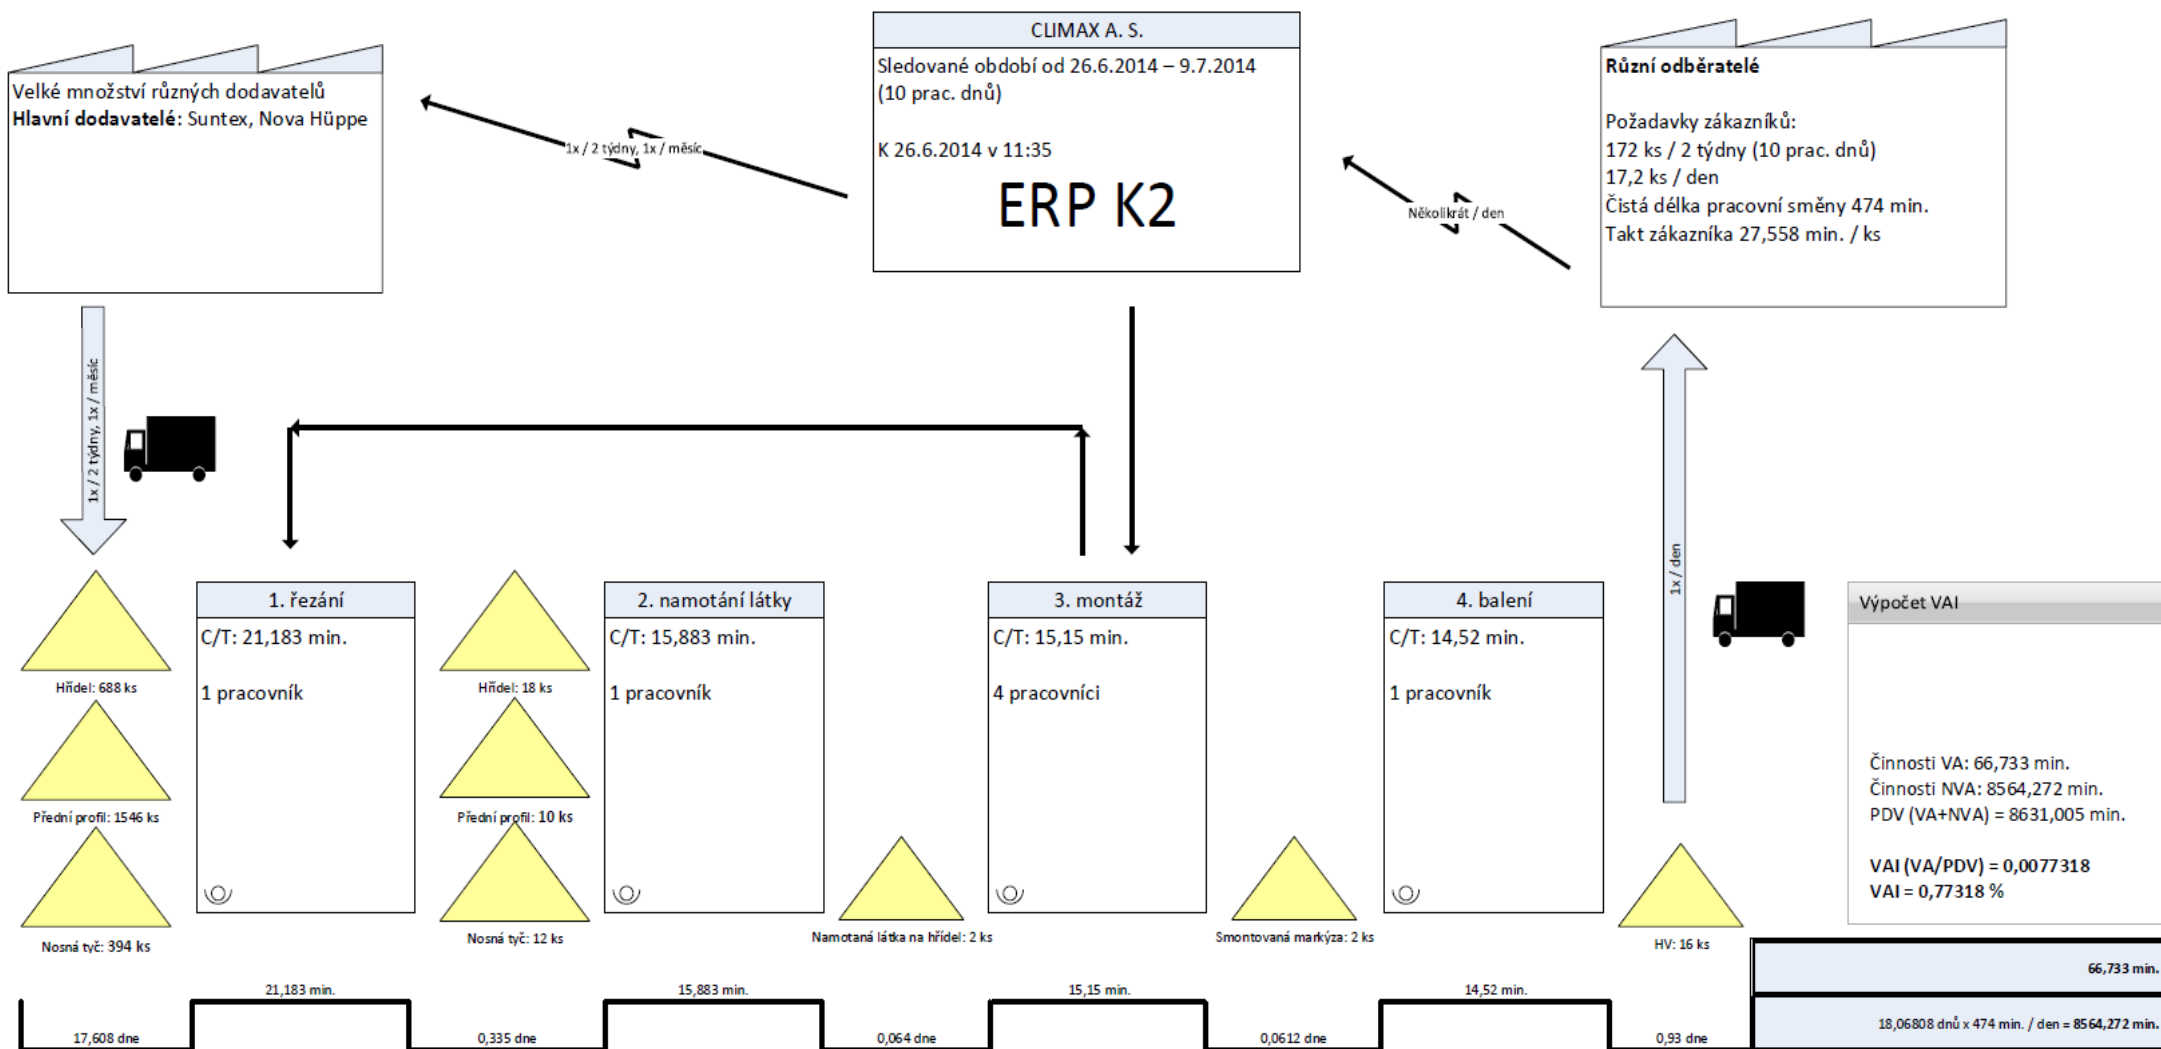 CLIMAX A. S.
Sledované období od 26.6.2014 – 9.7.2014
(10 prac. dnů)
K 26.6.2014 v 11:35
ERP K2
Velké množství různých dodavatelů
Hlavní dodavatelé: Suntex, Nova Hüppe
1x / 2 týdny, 1x / měsíc
Několikrát / den
Různí odběratelé
Požadavky zákazníků:
172 ks / 2 týdny (10 prac. dnů)
17,2 ks / den
Čistá délka pracovní směny 474 min.
Takt zákazníka 27,558 min. / ks
1x / 2 týdny, 1x / měsíc
1x / den
Hřídel: 688 ks
Přední profil: 1546 ks
Nosná tyč: 394 ks
1. řezání
C/T: 21,183 min.
1 pracovník
Hřídel: 18 ks
Přední profil: 10 ks
Nosná tyč: 12 ks
2. namotání látky
C/T: 15,883 min.
1 pracovník
Namotaná látka na hřídel: 2 ks
3. montáž
C/T: 15,15 min.
4 pracovníci
Smontovaná markýza: 2 ks
4. balení
C/T: 14,52 min.
1 pracovník
HV: 16 ks
Výpočet VAI
Činnosti VA: 66,733 min.
Činnosti NVA: 8564,272 min.
PDV (VA+NVA) = 8631,005 min.
VAI (VA/PDV) = 0,0077318
VAI = 0,77318 %
17,608 dne
21,183 min.
0,335 dne
15,883 min.
0,064 dne
15,15 min.
0,0612 dne
14,52 min.
0,93 dne
66,733 min.
18,06808 dnů x 474 min. / den = 8564,272 min.